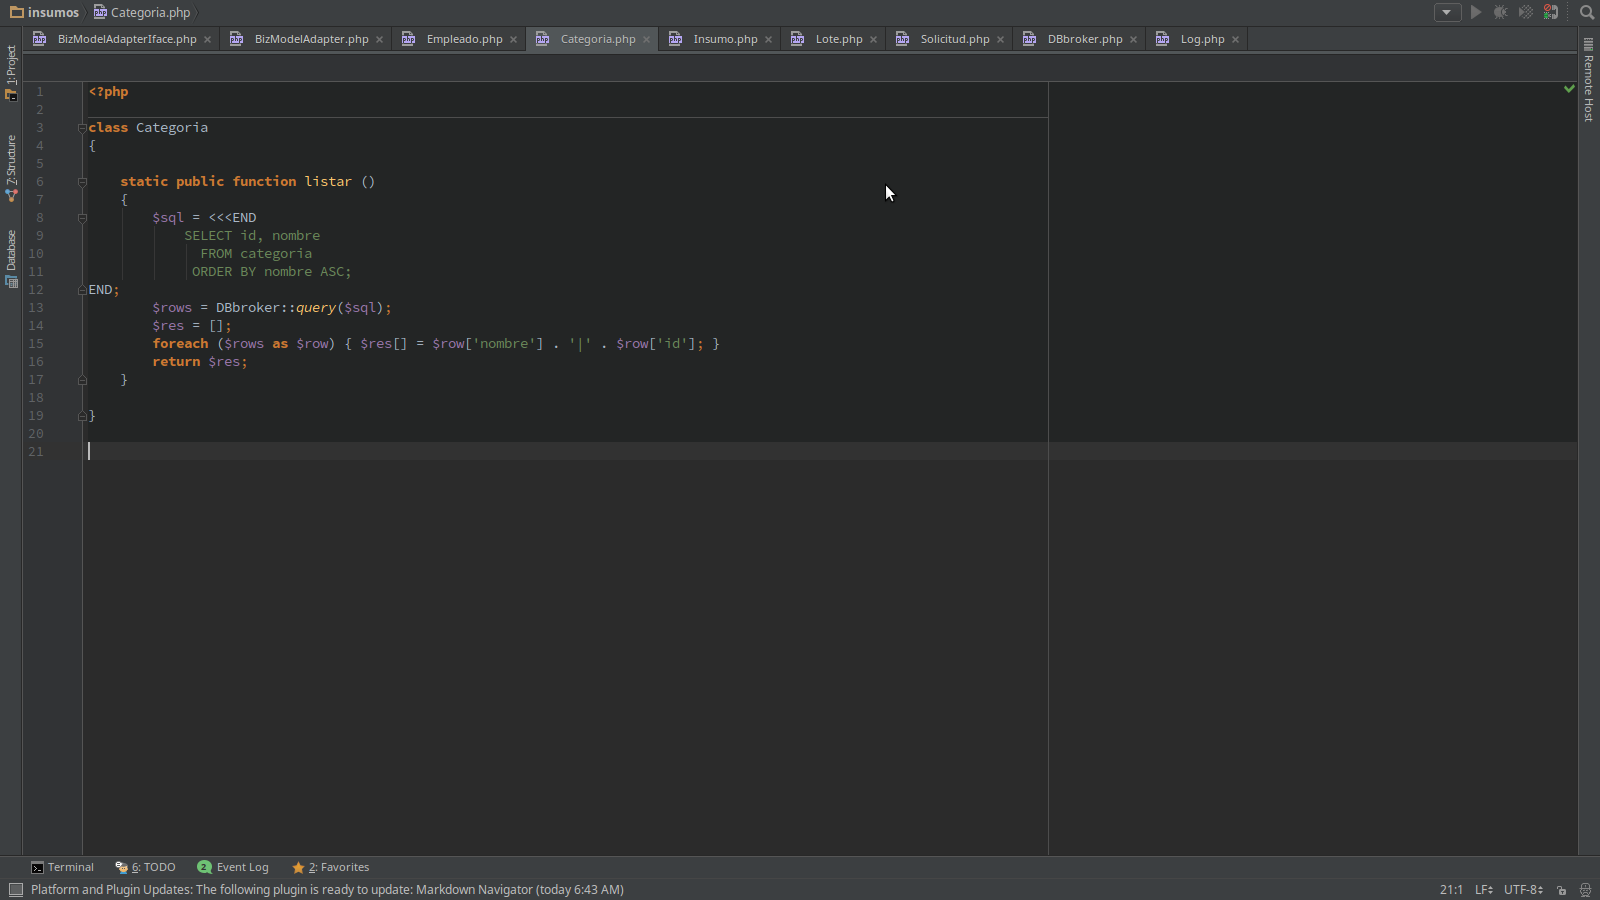 insumos Categoria.php
BizModelAdapterIface.php BizModelAdapter.php Empleado.php Categoria.php Insumo.php Lote.php Solicitud.php DBbroker.php Log.php
1: Project
7: Structure
Database
Remote Host
1 <?php
2
3 class Categoria
4 {
5
6     static public function listar ()
7     {
8         $sql = <<<END
9             SELECT id, nombre
10               FROM categoria
11              ORDER BY nombre ASC;
12 END;
13         $rows = DBbroker::query($sql);
14         $res = [];
15         foreach ($rows as $row) { $res[] = $row['nombre'] . '|' . $row['id']; }
16         return $res;
17     }
18
19 }
20
21
Terminal 6: TODO 2 Event Log 2: Favorites
Platform and Plugin Updates: The following plugin is ready to update: Markdown Navigator (today 6:43 AM) 21:1 LF UTF-8